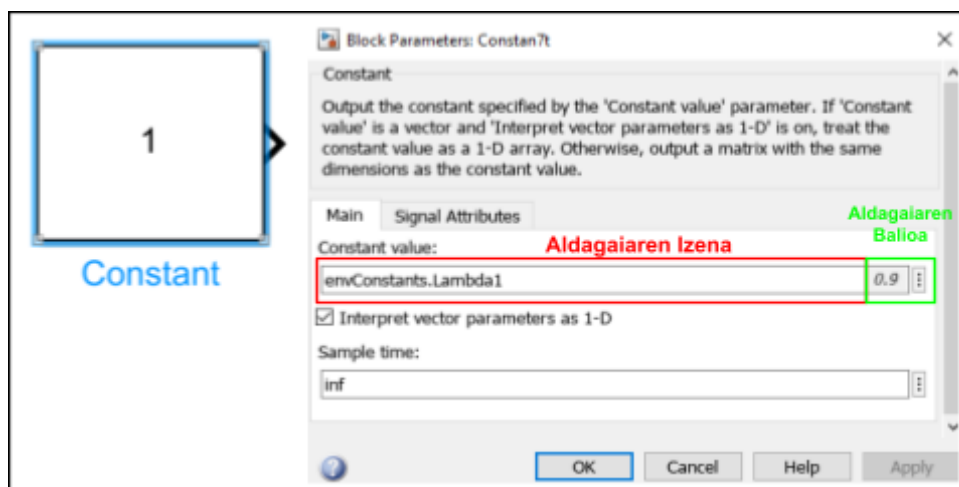 1
Constant
Block Parameters: Constan?t
Constant
Output the constant specified by the 'Constant value' parameter. If 'Constant
value' is a vector and 'Interpret vector parameters as 1-D' is on, treat the
constant value as a 1-D array. Otherwise, output a matrix with the same
dimensions as the constant value.
Main Signal Attributes
Aldagaiaren
Balioa
Constant value: Aldagaiaren Izena
envConstants.Lambda1 0.9
Interpret vector parameters as 1-D
Sample time:
inf
OK Cancel Help Apply